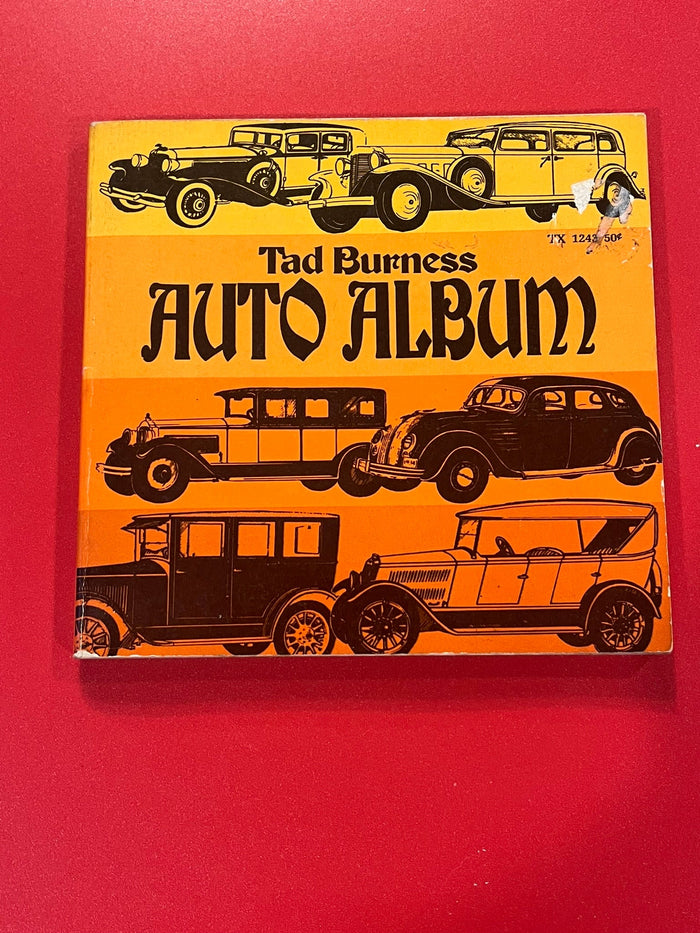 TX 1243 50¢
Tad Burness
AUTO ALBUM